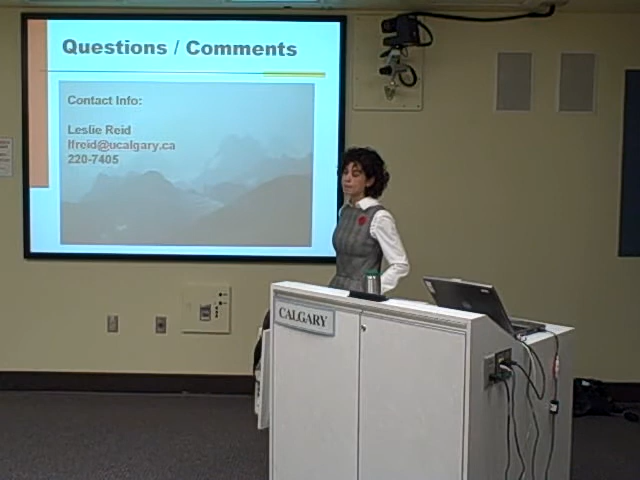 Questions / Comments
Contact Info:
Leslie Reid
lfreid@ucalgary.ca
220-7405
CALGARY